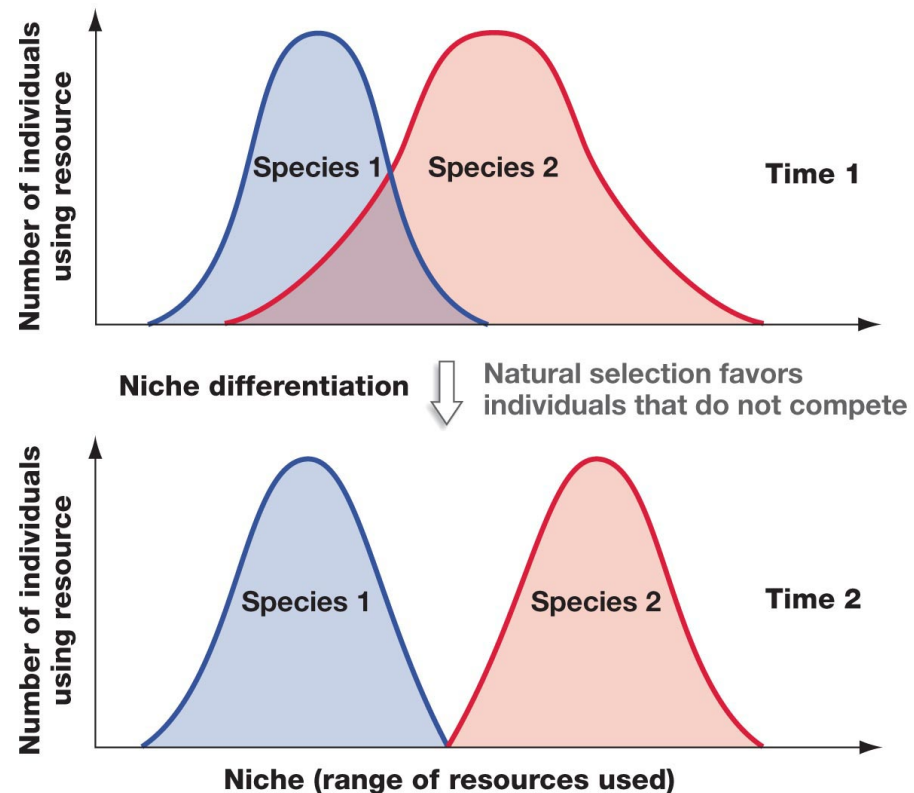 Number of individuals
using resource
Species 1
Species 2
Time 1
Niche differentiation
Natural selection favors
individuals that do not compete
Number of individuals
using resource
Species 1
Species 2
Time 2
Niche (range of resources used)